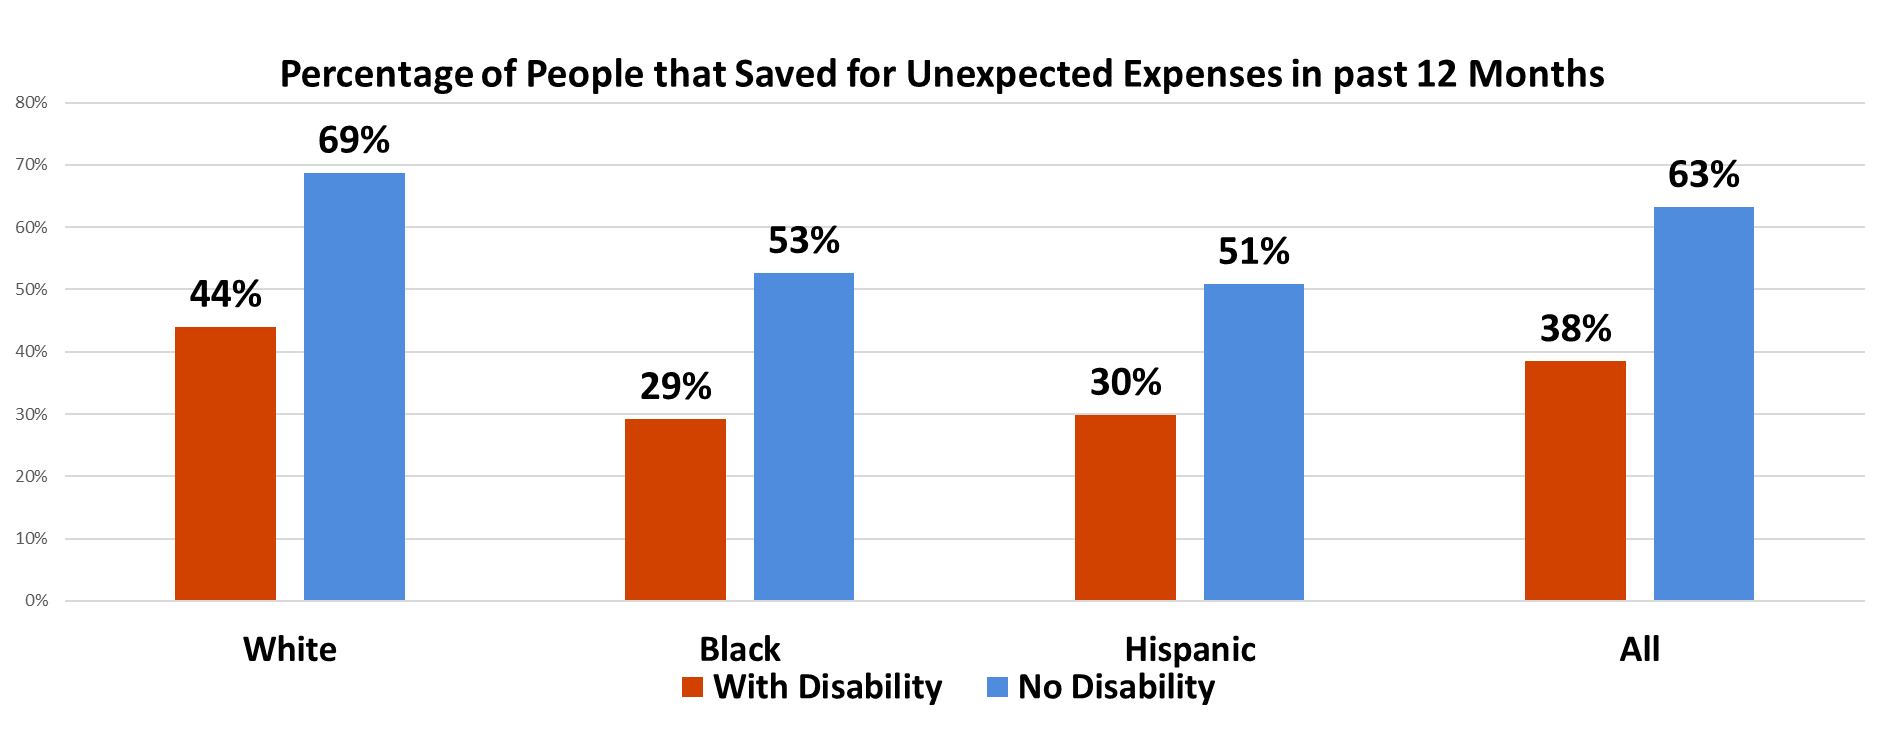 Percentage of People that Saved for Unexpected Expenses in past 12 Months
80%
70%
60%
50%
40%
30%
20%
10%
0%
44%
69%
29%
53%
30%
51%
38%
63%
White
Black
Hispanic
All
With Disability
No Disability